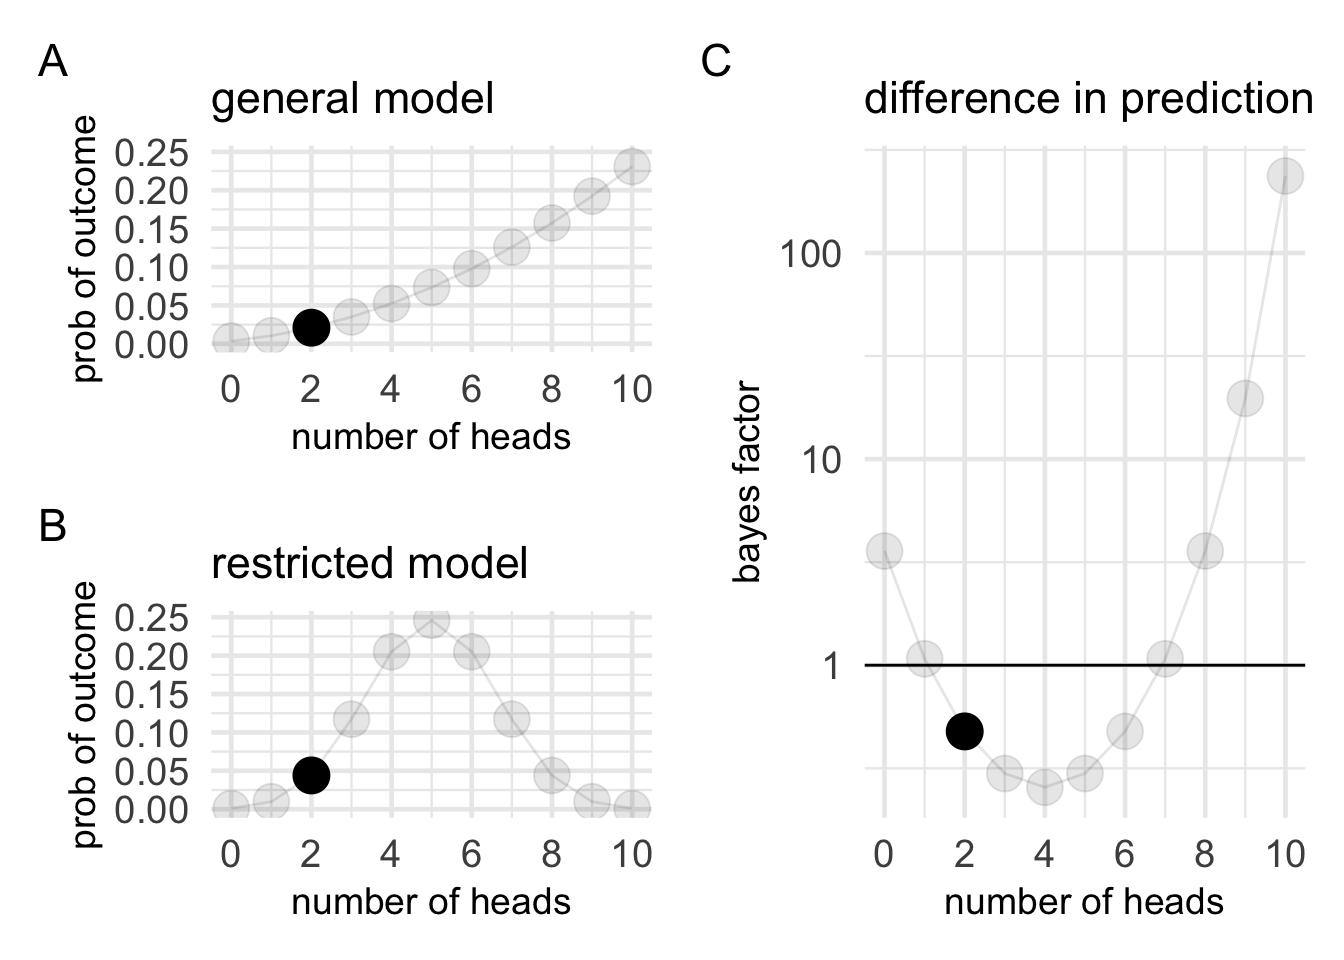 A
general model
prob of outcome
0.25
0.20
0.15
0.10
0.05
0.00
0 2 4 6 8 10
number of heads
B
restricted model
prob of outcome
0.25
0.20
0.15
0.10
0.05
0.00
0 2 4 6 8 10
number of heads
C
difference in prediction
bayes factor
100
10
1
0 2 4 6 8 10
number of heads